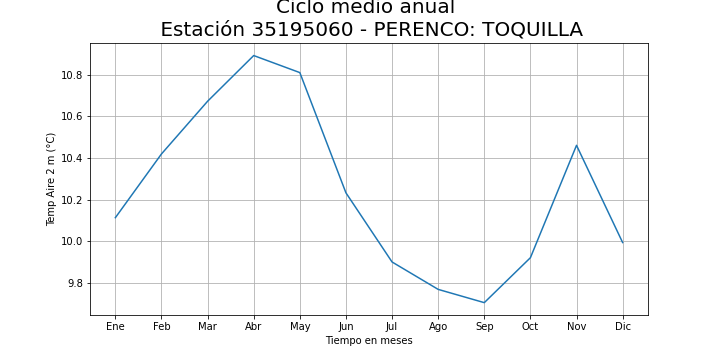 Ciclo medio anual
Estación 35195060 - PERENCO: TOQUILLA
Temp Aire 2 m (°C)
10.8
10.6
10.4
10.2
10.0
9.8
Ene Feb Mar Abr May Jun Jul Ago Sep Oct Nov Dic
Tiempo en meses